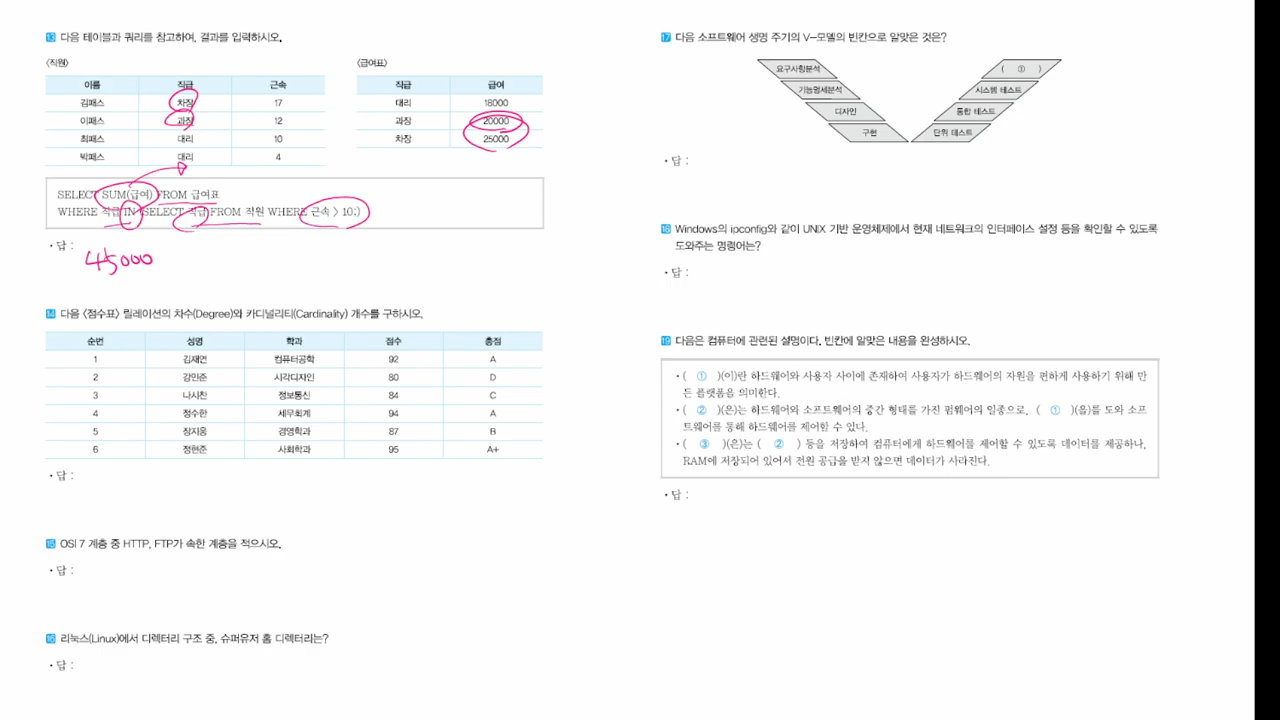 13 다음 테이블과 쿼리를 참고하여, 결과를 입력하시오.
<직원>
이름 직급 근속
김패스 차장 17
이패스 과장 12
최패스 대리 10
박패스 대리 4
<급여표>
직급 급여
대리 18000
과장 20000
차장 25000
SELECT SUM(급여) FROM 급여표
WHERE 직급 IN (SELECT 직급 FROM 직원 WHERE 근속 > 10;)
• 답 :
45000
14 다음 <점수표> 릴레이션의 차수(Degree)와 카디널리티(Cardinality) 개수를 구하시오.
순번 성명 학과 점수 총점
1 김재연 컴퓨터공학 92 A
2 강민준 시각디자인 80 D
3 나시찬 정보통신 84 C
4 정수한 세무회계 94 A
5 장지웅 경영학과 87 B
6 정현준 사회학과 95 A+
• 답 :
15 OSI 7 계층 중 HTTP, FTP가 속한 계층을 적으시오.
• 답 :
16 리눅스(Linux)에서 디렉터리 구조 중, 슈퍼유저 홈 디렉터라는?
• 답 :
17 다음 소프트웨어 생명 주기의 V-모델의 빈칸으로 알맞은 것은?
요구사항분석 ( ① )
기능명세분석 시스템 테스트
디자인 통합 테스트
구현 단위 테스트
• 답 :
18 Windows의 ipconfig와 같이 UNIX 기반 운영체제에서 현재 네트워크의 인터페이스 설정 등을 확인할 수 있도록
도와주는 명령어는?
• 답 :
19 다음은 컴퓨터에 관련된 설명이다. 빈칸에 알맞은 내용을 완성하시오.
• ( ① )(이)란 하드웨어와 사용자 사이에 존재하여 사용자가 하드웨어의 자원을 편하게 사용하기 위해 만
든 플랫폼을 의미한다.
• ( ② )(은)는 하드웨어와 소프트웨어의 중간 형태를 가진 펌웨어의 일종으로, ( ① )(을)를 도와 소프
트웨어를 통해 하드웨어를 제어할 수 있다.
• ( ③ )(은)는 ( ② ) 등을 저장하여 컴퓨터에게 하드웨어를 제어할 수 있도록 데이터를 제공하나,
RAM에 저장되어 있어서 전원 공급을 받지 않으면 데이터가 사라진다.
• 답 :